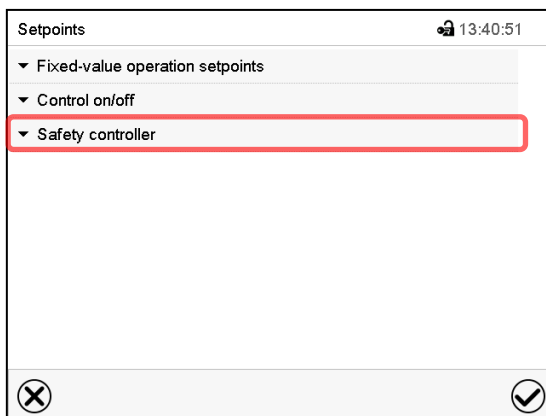 Setpoints 13:40:51
Fixed-value operation setpoints
Control on/off
Safety controller